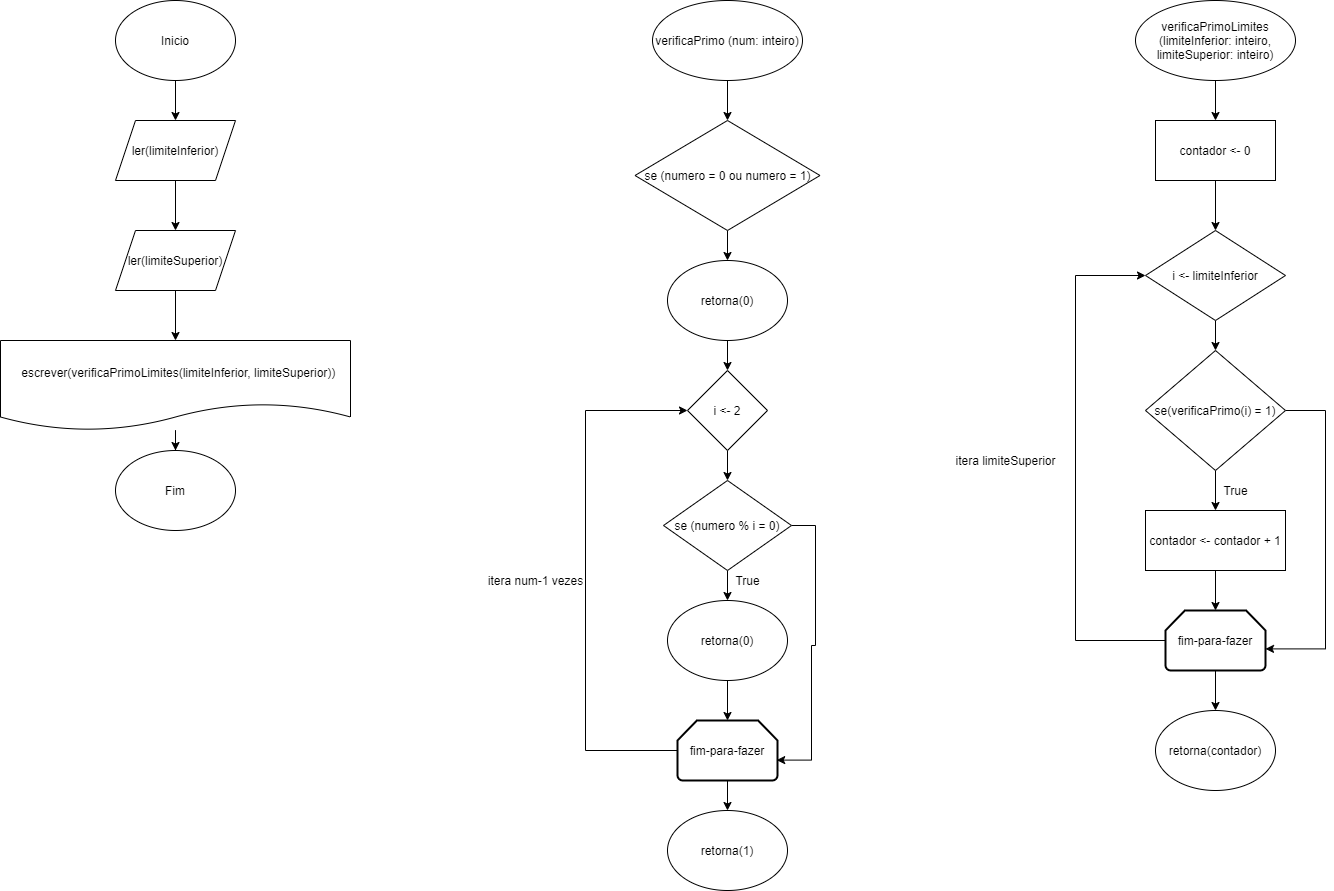 Inicio
ler(limiteInferior)
ler(limiteSuperior)
escrever(verificaPrimoLimites(limiteInferior, limiteSuperior))
Fim
verificaPrimo (num: inteiro)
se (numero = 0 ou numero = 1)
retorna(0)
i <- 2
se (numero % i = 0)
itera num-1 vezes
True
retorna(0)
fim-para-fazer
retorna(1)
verificaPrimoLimites
(limiteInferior: inteiro,
limiteSuperior: inteiro)
contador <- 0
i <- limiteInferior
se(verificaPrimo(i) = 1)
itera limiteSuperior
True
contador <- contador + 1
fim-para-fazer
retorna(contador)